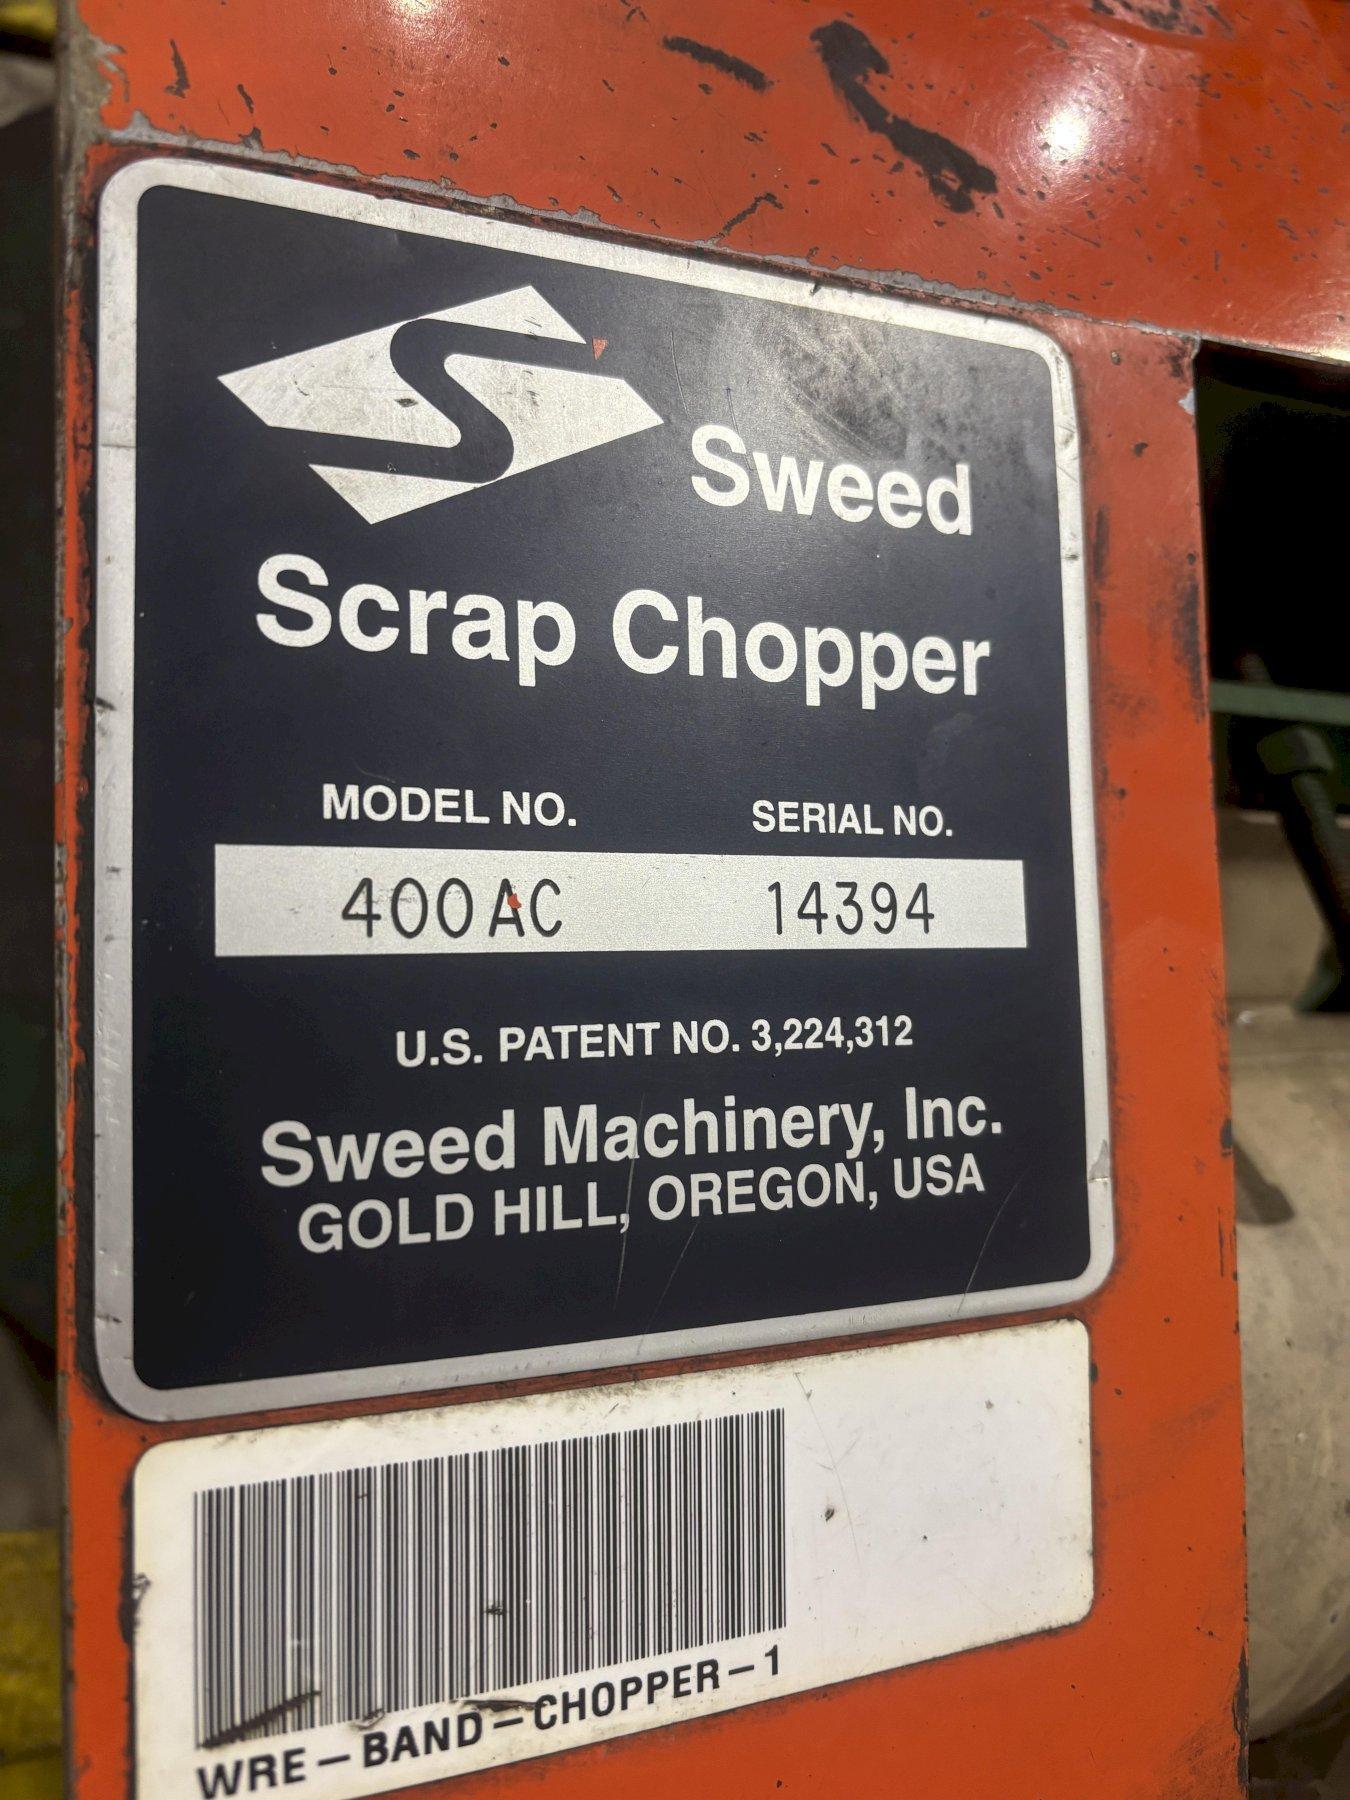 Sweed
Scrap Chopper
MODEL NO. SERIAL NO.
400AC 14394
U.S. PATENT NO. 3,224,312
Sweed Machinery, Inc.
GOLD HILL, OREGON, USA
WRE-BAND-CHOPPER-1